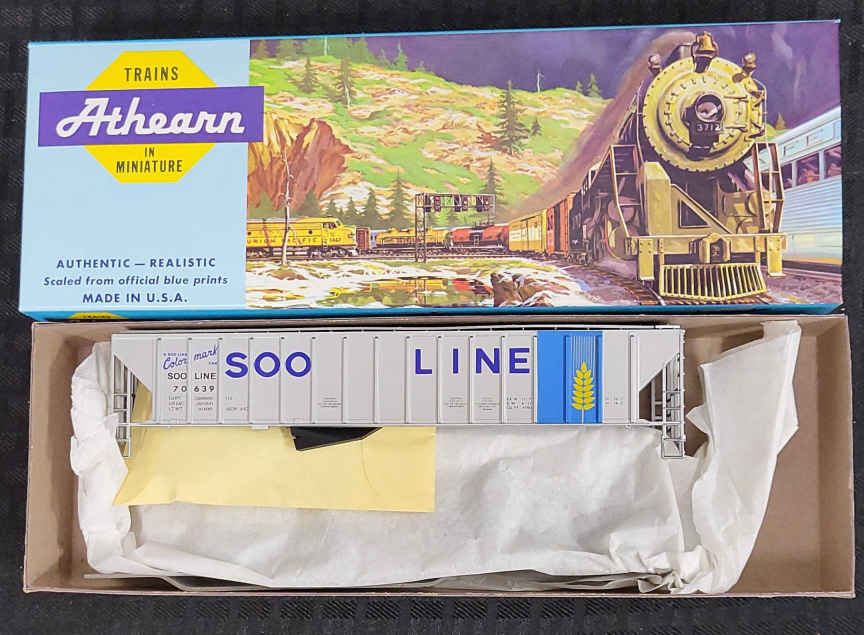 TRAINS
Athearn
IN
MINIATURE
AUTHENTIC — REALISTIC
Scaled from official blue prints
MADE IN U.S.A.
3712
UNION PACIFIC
Colormark
SOO LINE
70639
SOO LINE